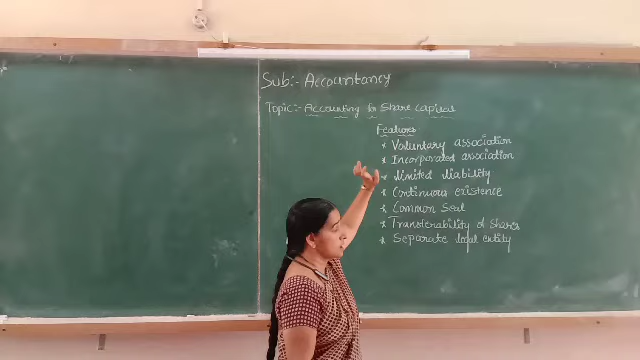 Sub:- Accountancy
Topic:- Accounting for Share Capital
Features
* Voluntary association
* Incorporated association
* limited liability
* Continuous existence
* Common Seal
* Transferability of shares
* Separate legal entity